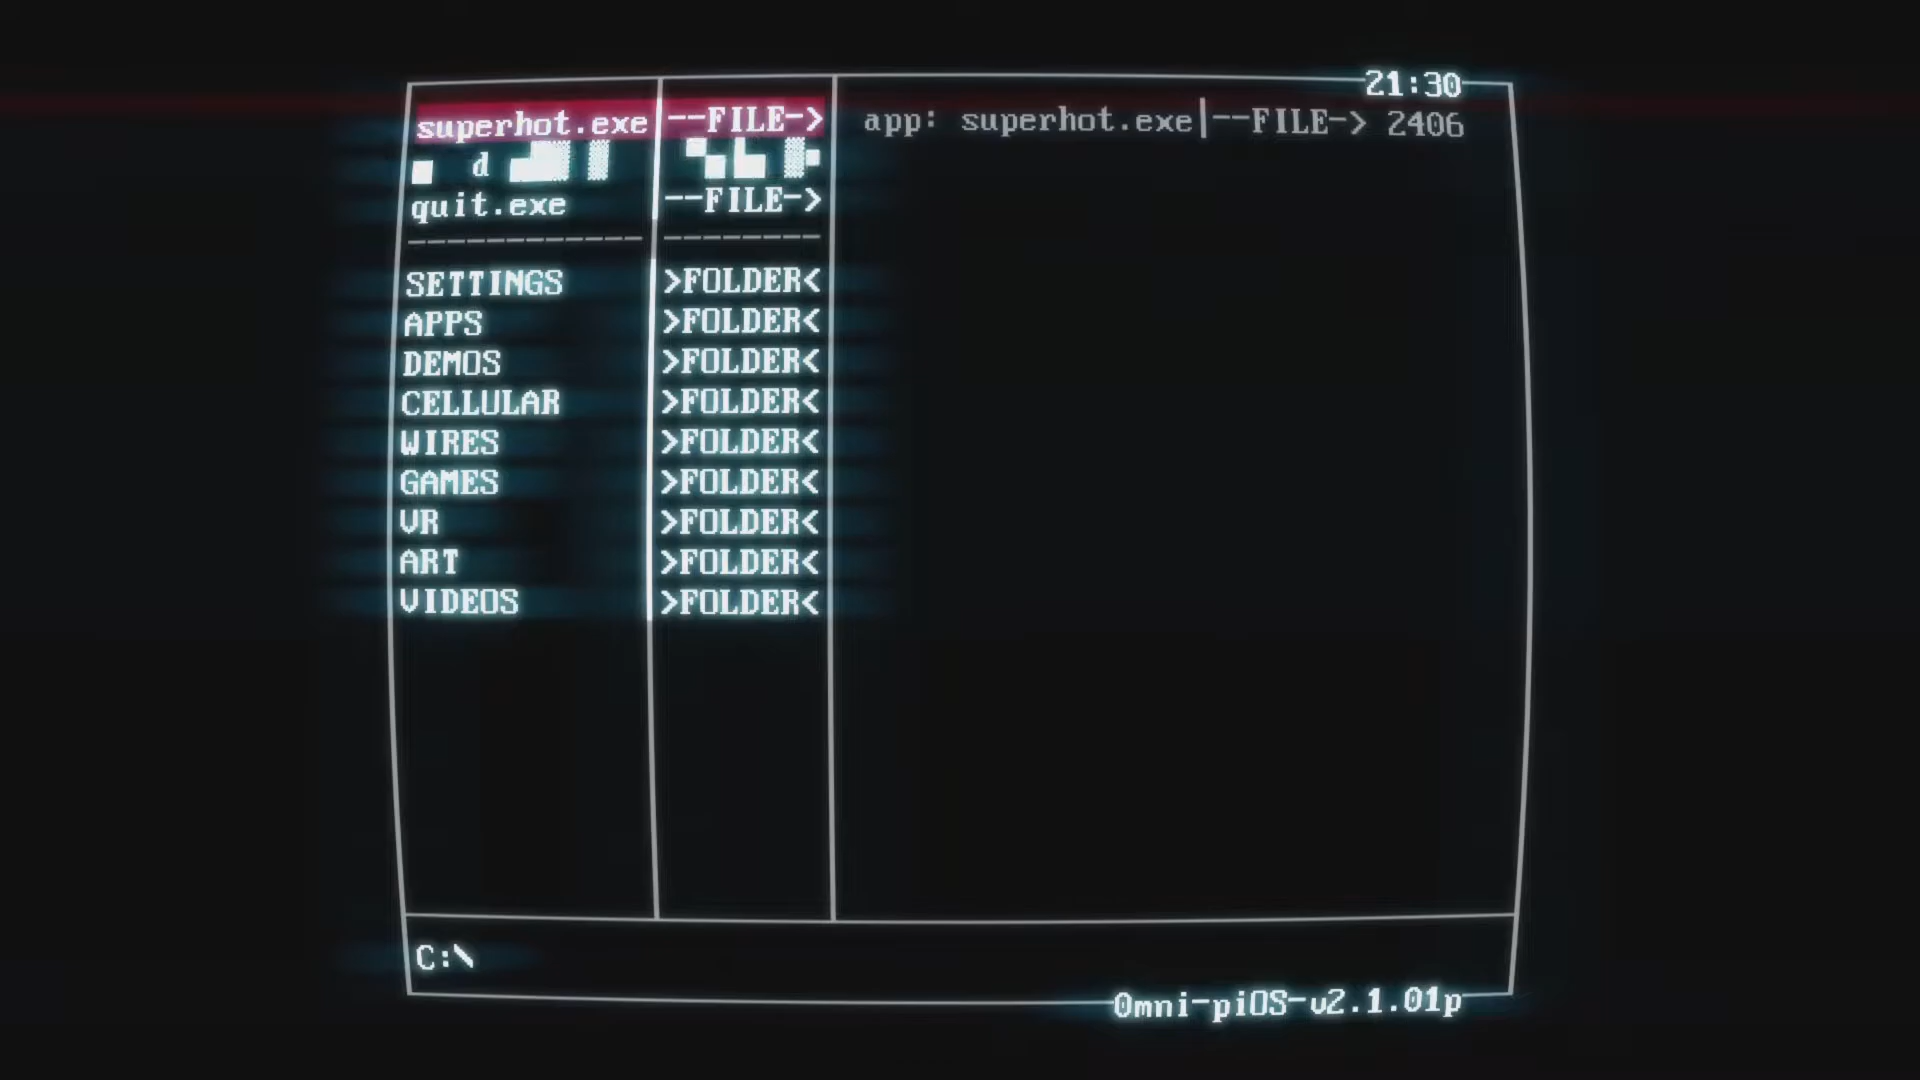 21:30
superhot.exe --FILE-> app: superhot.exe|--FILE-> 2406
d
quit.exe --FILE->
SETTINGS >FOLDER<
APPS >FOLDER<
DEMOS >FOLDER<
CELLULAR >FOLDER<
WIRES >FOLDER<
GAMES >FOLDER<
VR >FOLDER<
ART >FOLDER<
VIDEOS >FOLDER<
C:\
Omni-piOS-v2.1.01p